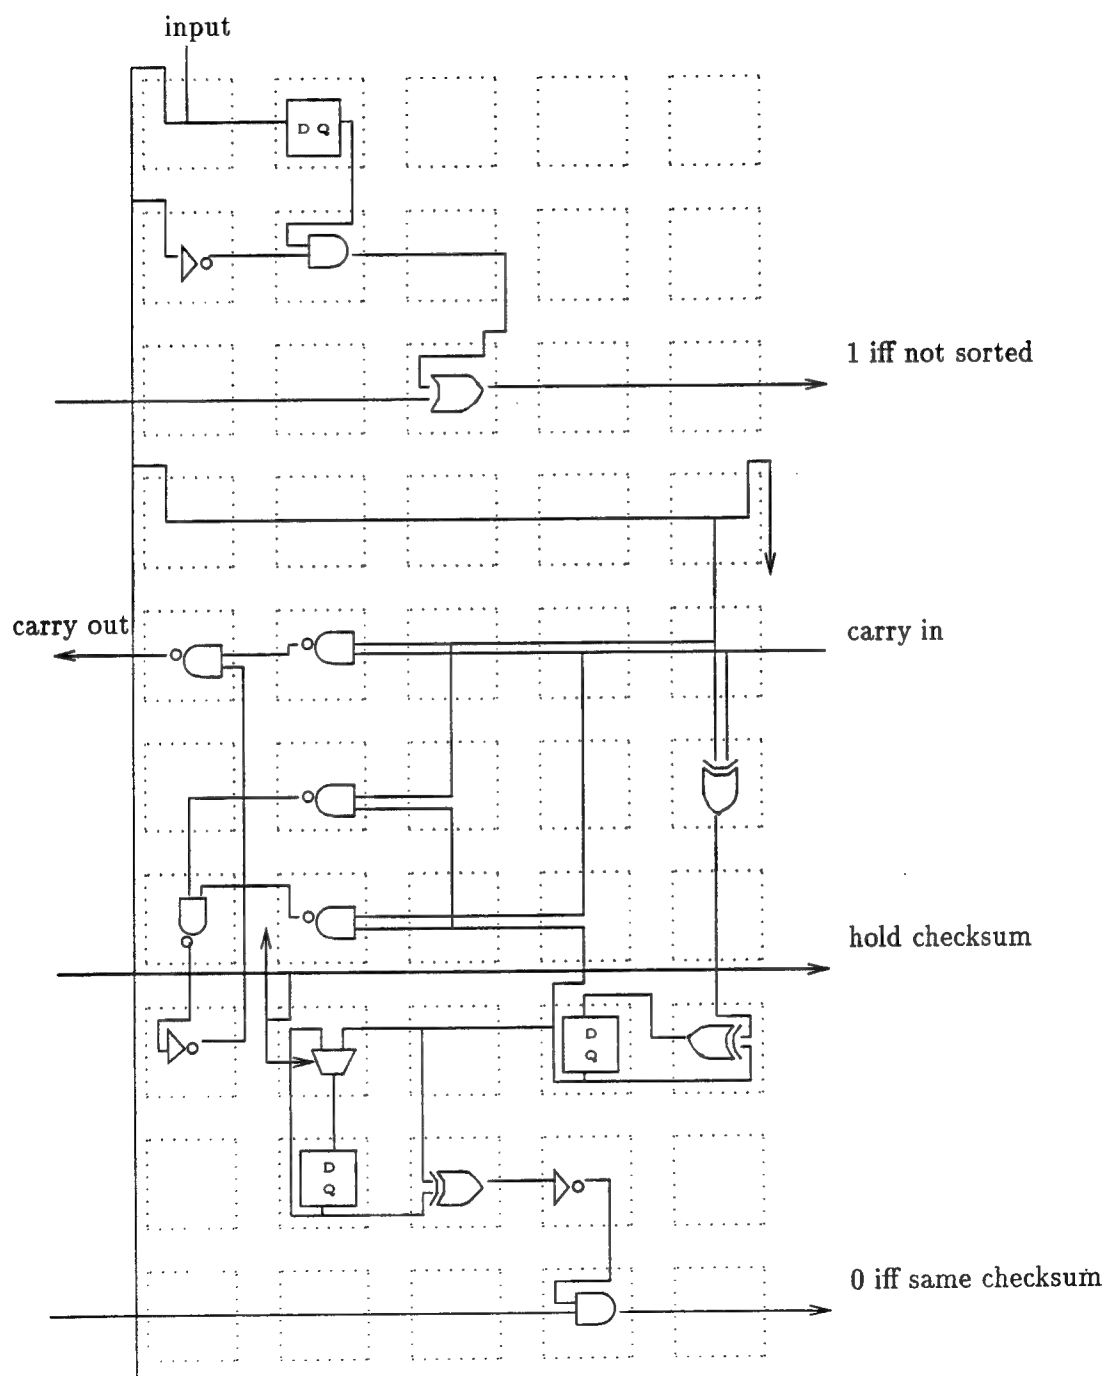 input
D Q
1 iff not sorted
carry out
carry in
hold checksum
D
Q
D
Q
0 iff same checksum